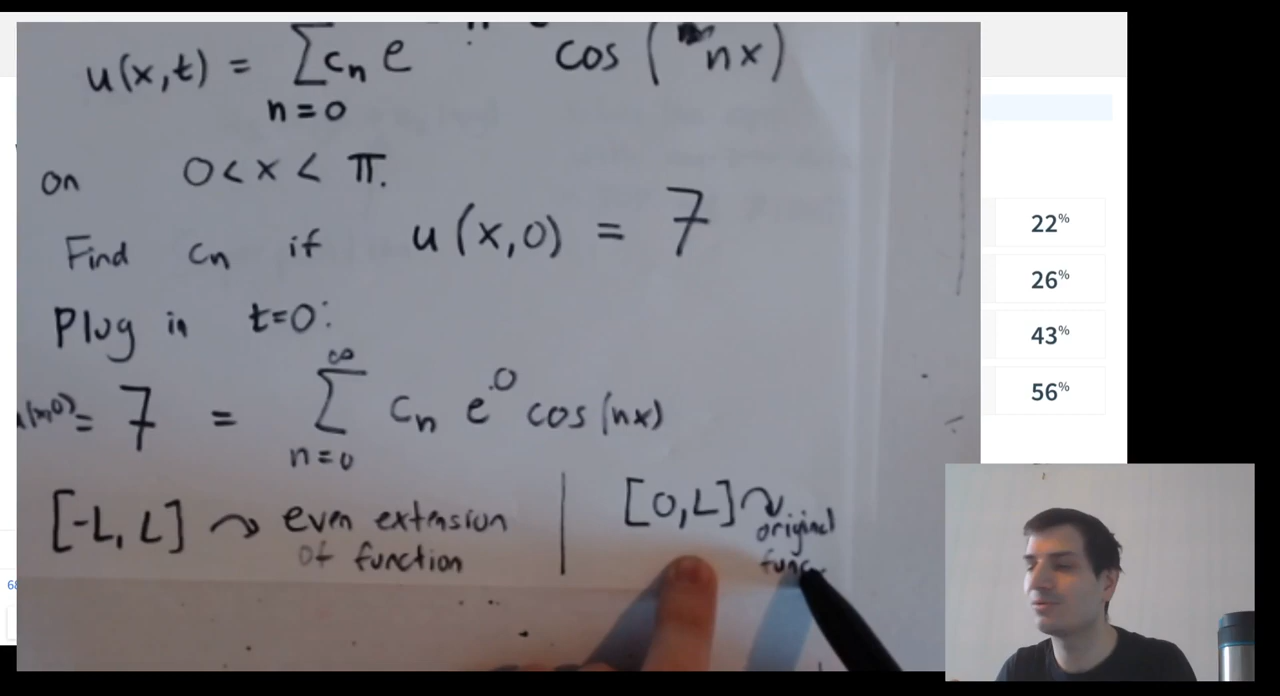 u(x,t) = Σ cₙ e cos(nx)
n=0
on 0<x<π.
Find cₙ if u(x,0) = 7
Plug in t=0:
∞
u(x,0) = 7 = Σ cₙ e^·0 cos(nx)
n=0
[-L, L] ⤳ even extension of function
[0,L] ⤳ original func
22%
26%
43%
56%
68